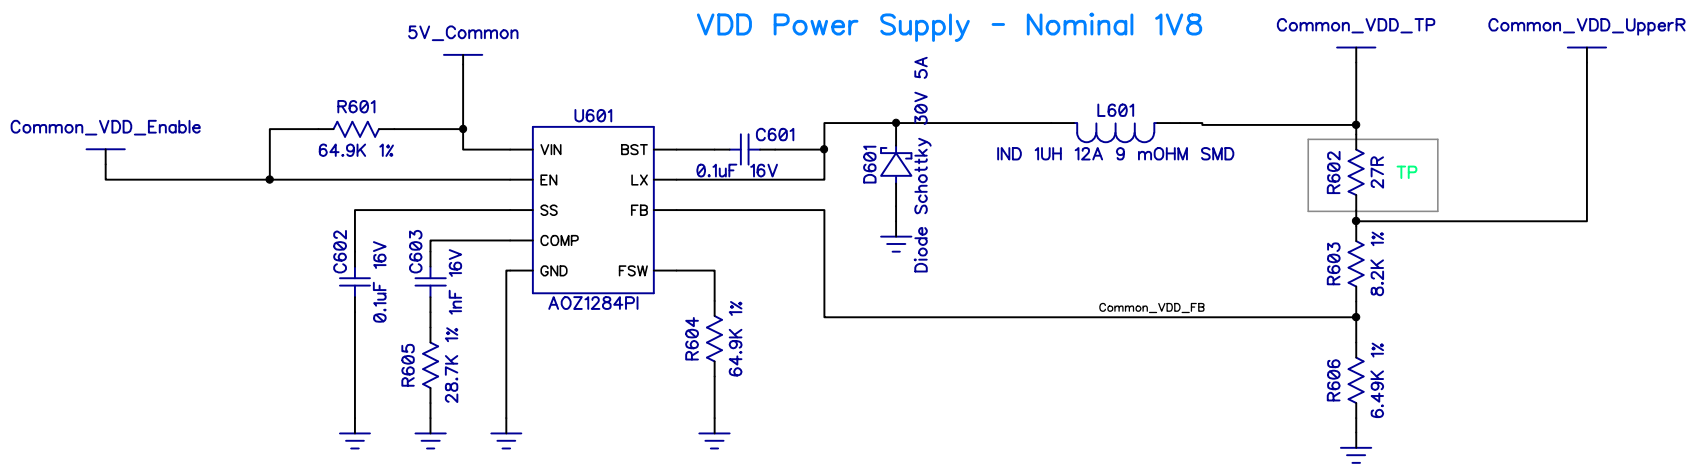 VDD Power Supply - Nominal 1V8
Common_VDD_TP
Common_VDD_UpperR
5V_Common
Common_VDD_Enable
R601
64.9K 1%
U601
VIN
EN
SS
COMP
GND
BST
LX
FB
FSW
AOZ1284PI
C601
0.1uF 16V
D601
Diode Schottky 30V 5A
L601
IND 1UH 12A 9 mOHM SMD
R602
27R
TP
R603
8.2K 1%
Common_VDD_FB
R606
6.49K 1%
C602
0.1uF 16V
C603
1nF 16V
R605
28.7K 1%
R604
64.9K 1%